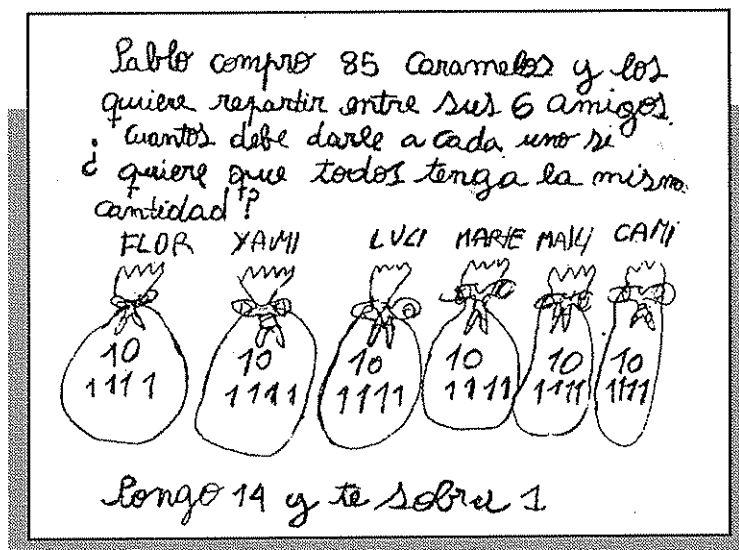 Pablo compro 85 caramelos y los
quiere repartir entre sus 6 amigos.
¿ cuantos debe darle a cada uno si
quiere que todos tenga la misma
cantidad?
FLOR YAMI LUCI MARIE MAILI CAMI
10 10 10 10 10 10
1111 1111 1111 1111 1111 1111
Pongo 14 y te sobra 1